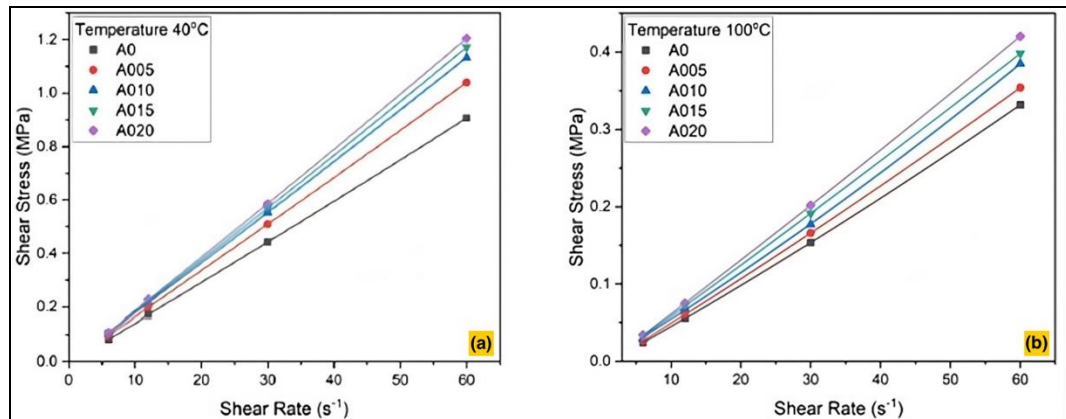 Temperature 40°C
A0
A005
A010
A015
A020
1.2
1.0
0.8
0.6
0.4
0.2
0.0
Shear Stress (MPa)
0 10 20 30 40 50 60
Shear Rate (s⁻¹)
(a)
Temperature 100°C
A0
A005
A010
A015
A020
0.4
0.3
0.2
0.1
0.0
Shear Stress (MPa)
10 20 30 40 50 60
Shear Rate (s⁻¹)
(b)